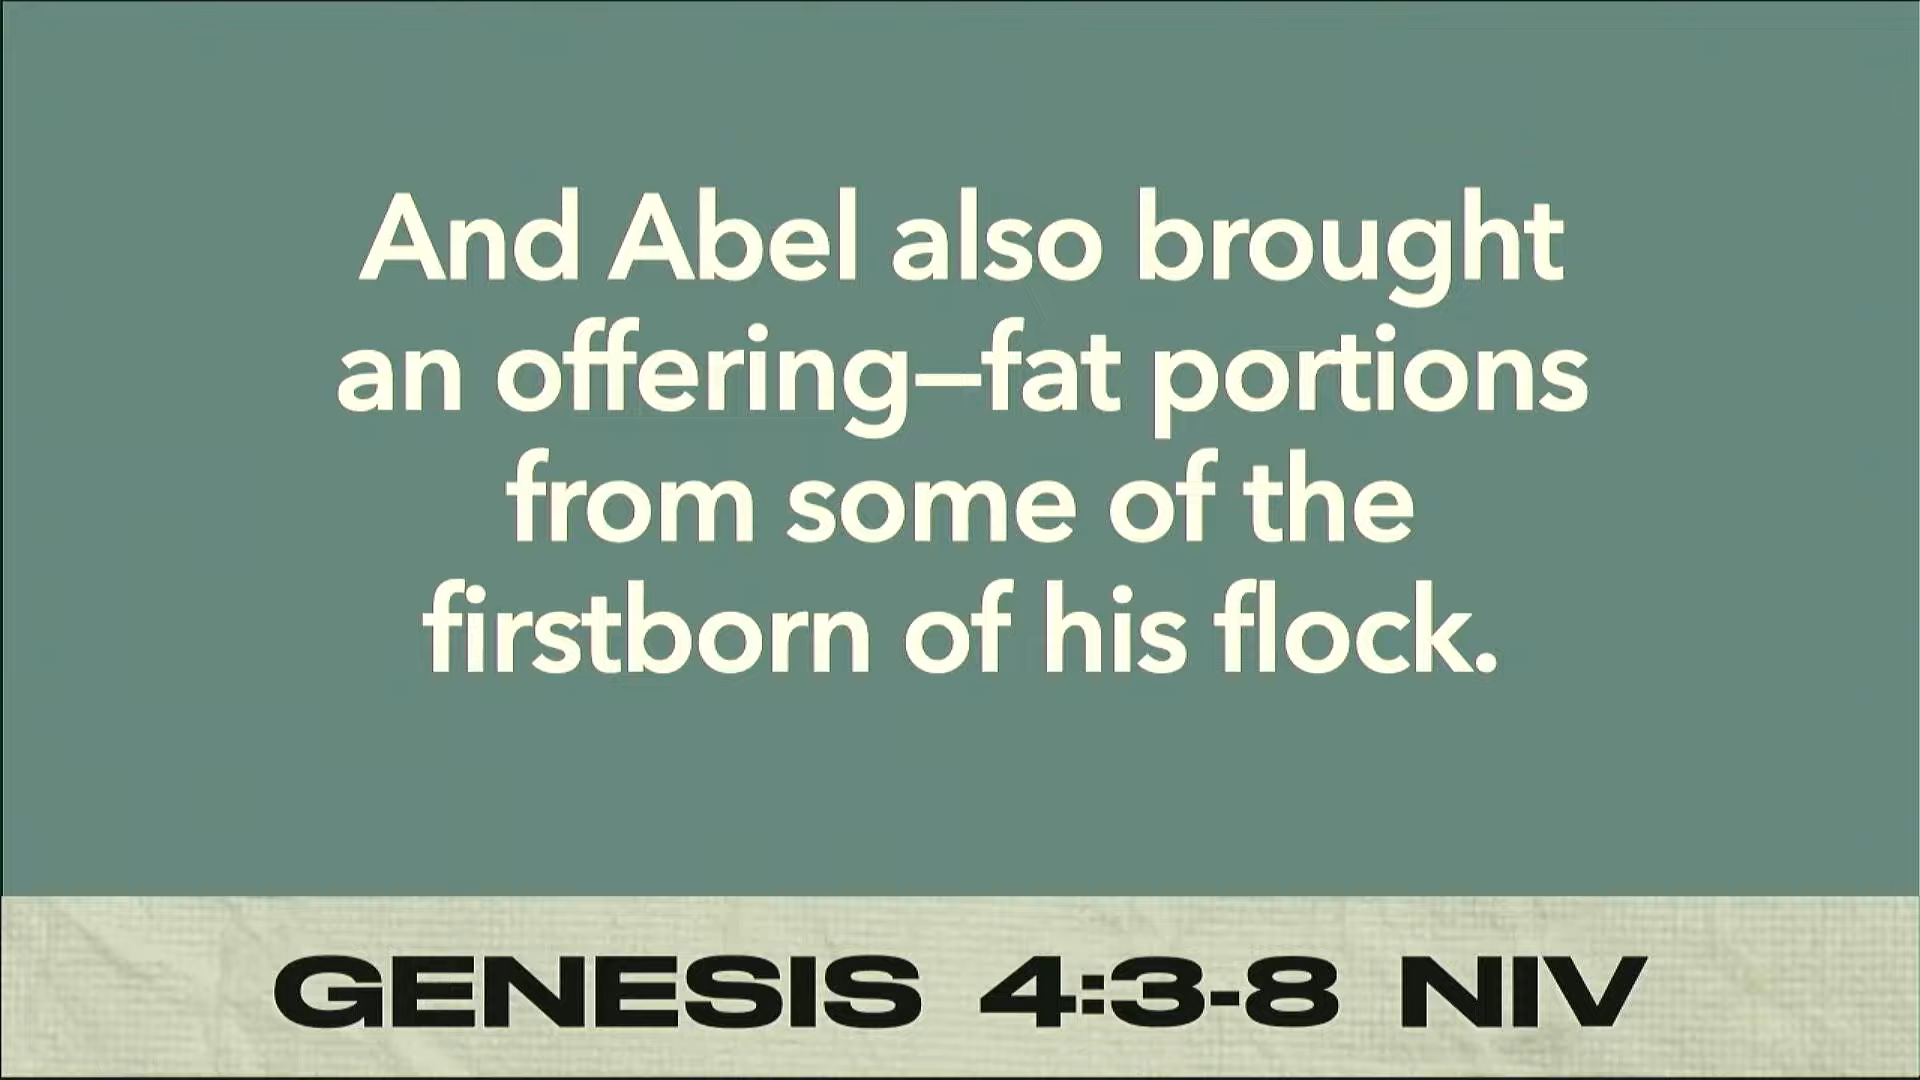 And Abel also brought
an offering—fat portions
from some of the
firstborn of his flock.
GENESIS 4:3-8 NIV